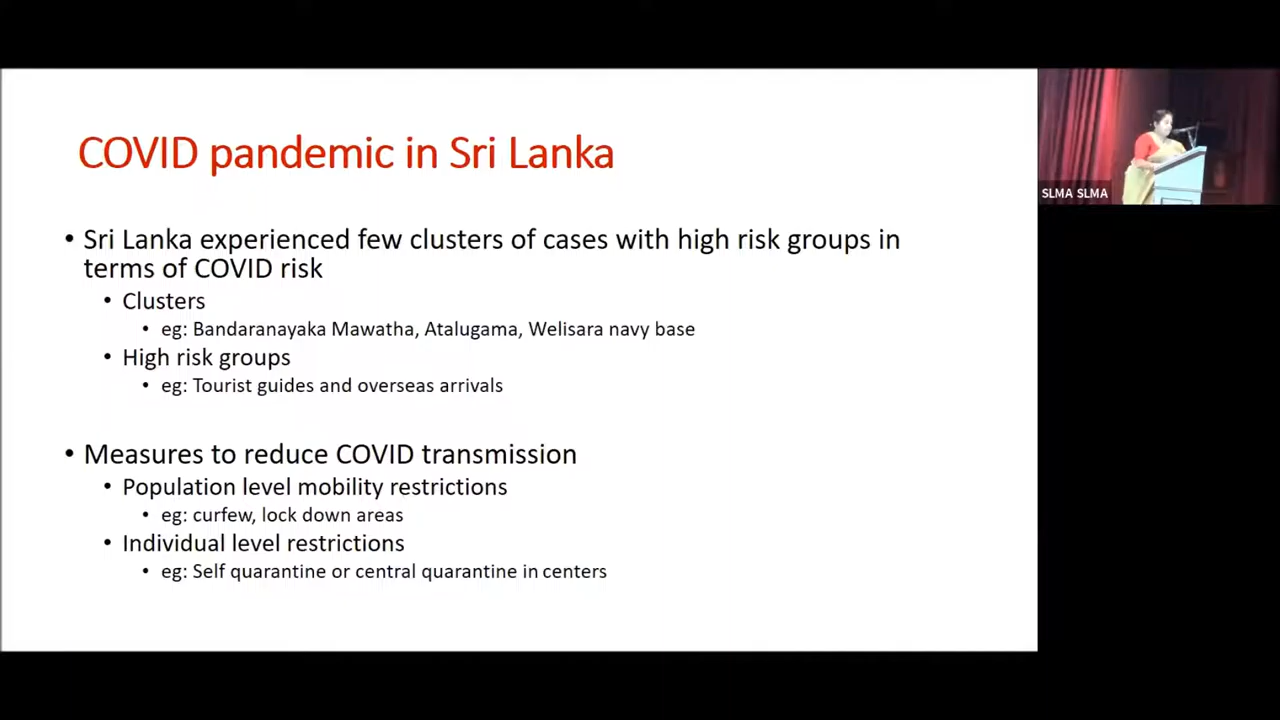 COVID pandemic in Sri Lanka
• Sri Lanka experienced few clusters of cases with high risk groups in
terms of COVID risk
• Clusters
• eg: Bandaranayaka Mawatha, Atalugama, Welisara navy base
• High risk groups
• eg: Tourist guides and overseas arrivals
• Measures to reduce COVID transmission
• Population level mobility restrictions
• eg: curfew, lock down areas
• Individual level restrictions
• eg: Self quarantine or central quarantine in centers
SLMA SLMA